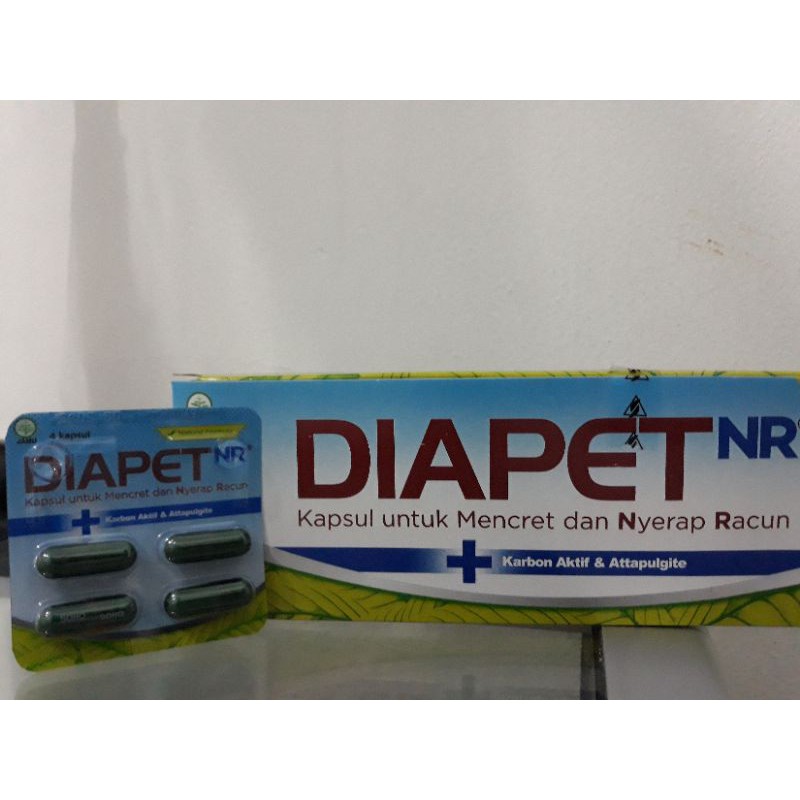 4 kapsul
DIAPET NR®
Kapsul untuk Mencret dan Nyerap Racun
+ Karbon Aktif & Attapulgite
DIAPET NR
Kapsul untuk Mencret dan Nyerap Racun
+ Karbon Aktif & Attapulgite